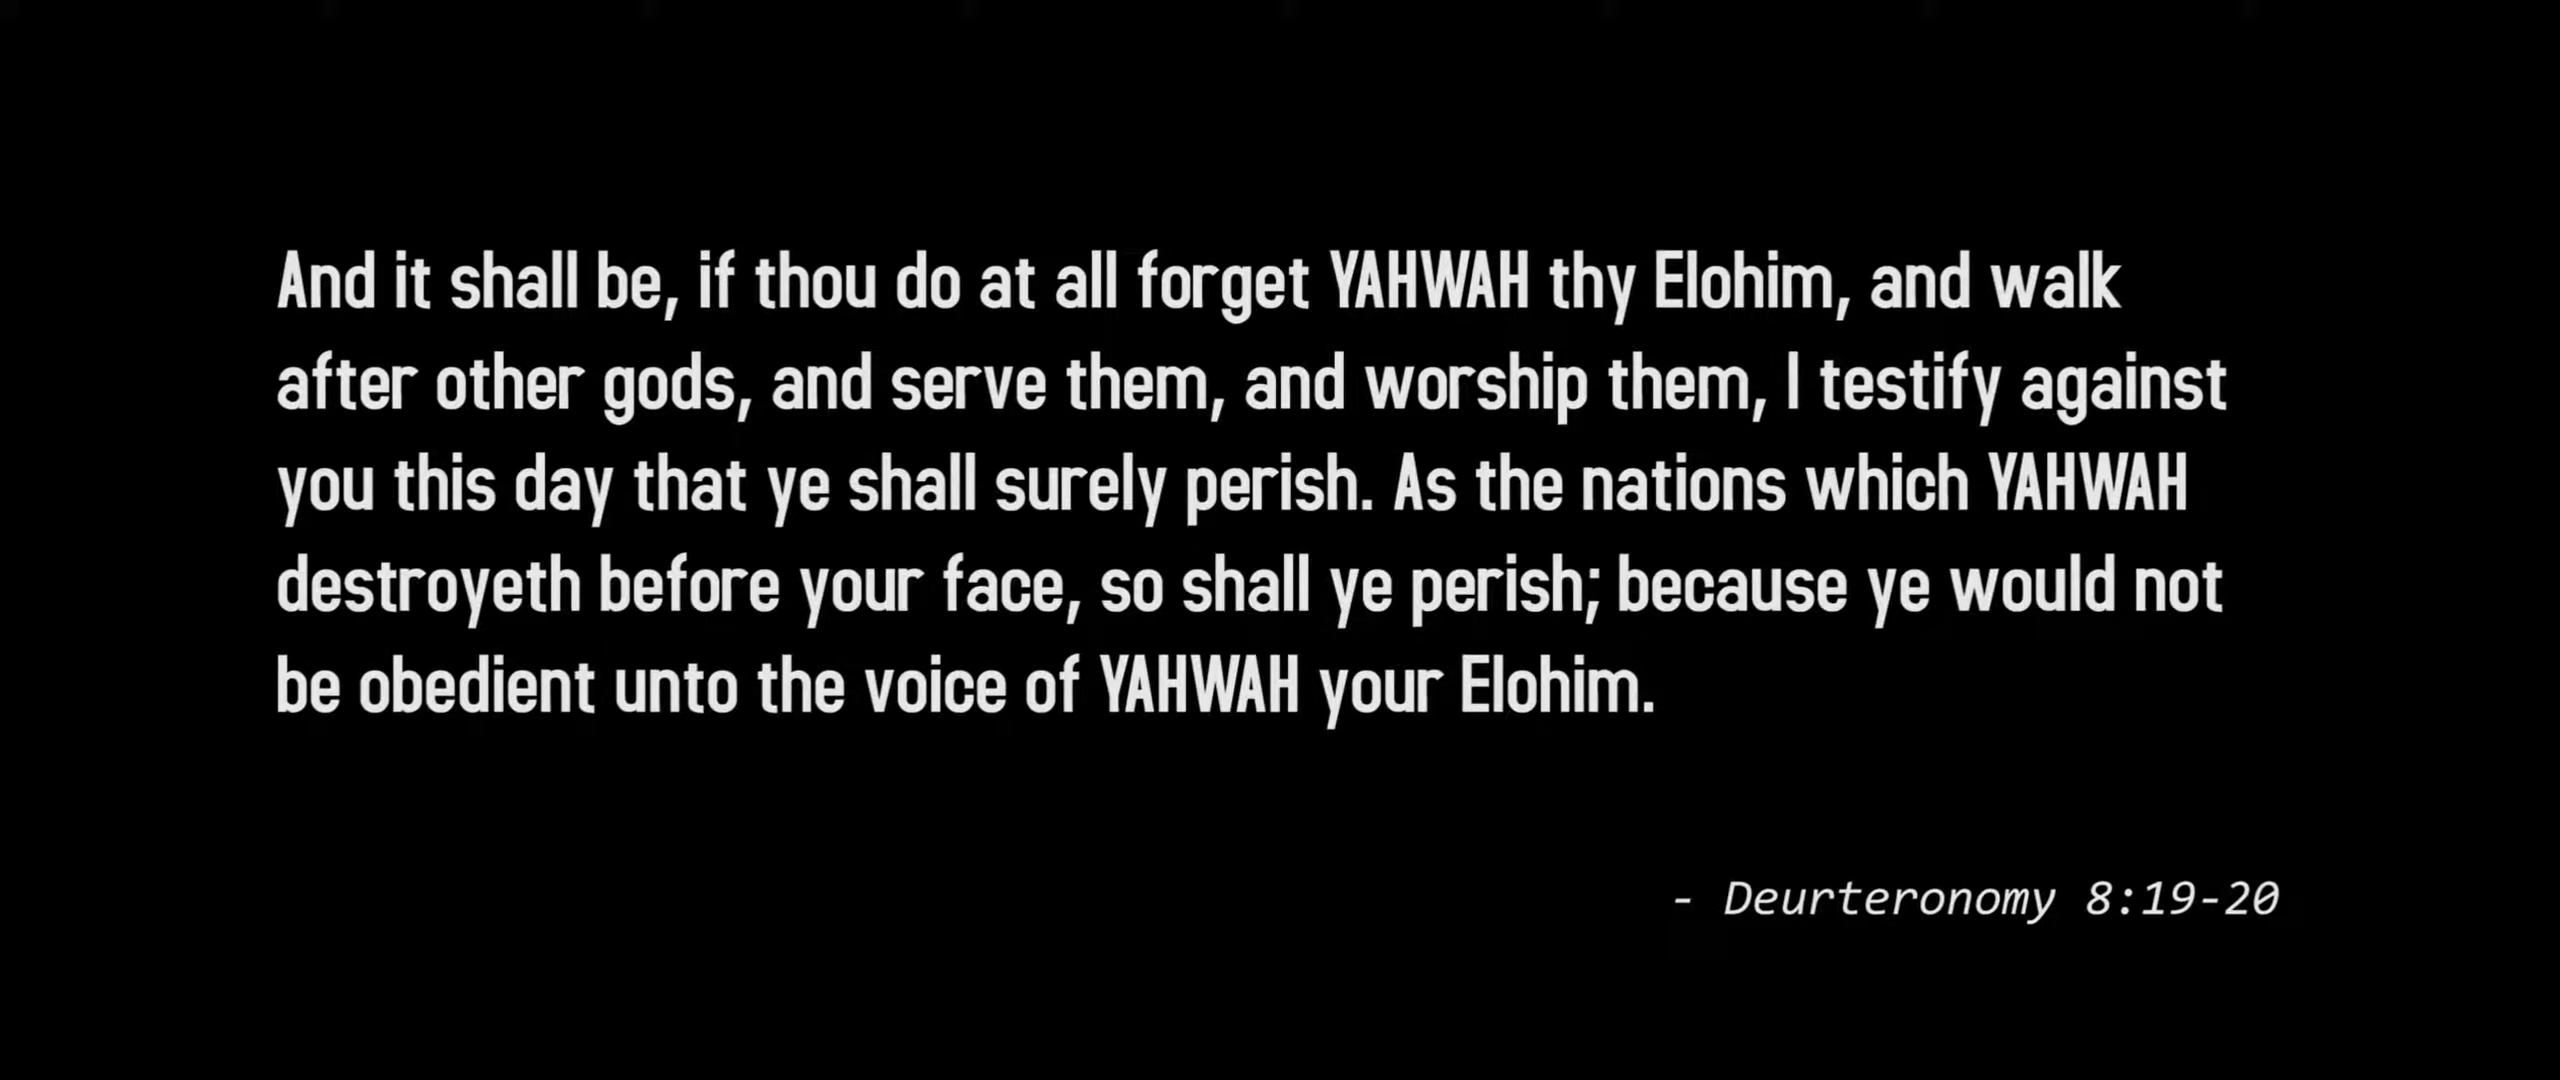 And it shall be, if thou do at all forget YAHWAH thy Elohim, and walk
after other gods, and serve them, and worship them, I testify against
you this day that ye shall surely perish. As the nations which YAHWAH
destroyeth before your face, so shall ye perish; because ye would not
be obedient unto the voice of YAHWAH your Elohim.
- Deurteronomy 8:19-20